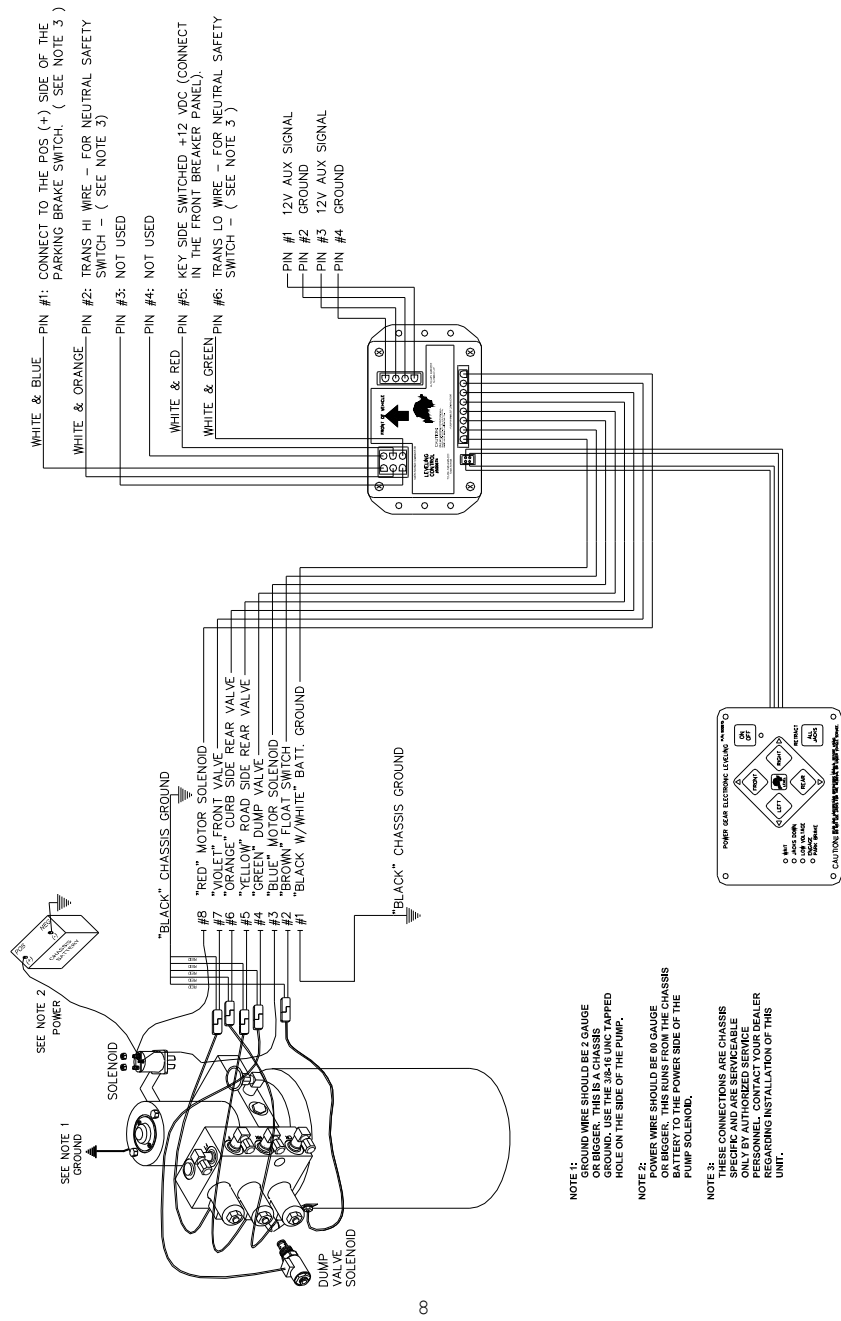 WHITE & BLUE
PIN #1: CONNECT TO THE POS (+) SIDE OF THE
PARKING BRAKE SWITCH. ( SEE NOTE 3 )
WHITE & ORANGE
PIN #2: TRANS HI WIRE – FOR NEUTRAL SAFETY
SWITCH – ( SEE NOTE 3)
PIN #3: NOT USED
PIN #4: NOT USED
WHITE & RED
PIN #5: KEY SIDE SWITCHED +12 VDC (CONNECT
IN THE FRONT BREAKER PANEL).
WHITE & GREEN
PIN #6: TRANS LO WIRE – FOR NEUTRAL SAFETY
SWITCH – ( SEE NOTE 3 )
PIN #1 12V AUX SIGNAL
PIN #2 GROUND
PIN #3 12V AUX SIGNAL
PIN #4 GROUND
FRONT OF VEHICLE
CAUTION:
LEVELING
CONTROL
SEE NOTE 2
POWER
POS
(+)
NEG
(-)
CHASSIS
BATTERY
SOLENOID
SEE NOTE 1
GROUND
DUMP
VALVE
SOLENOID
"BLACK" CHASSIS GROUND
RED
RED
RED
RED
RED
#8 "RED" MOTOR SOLENOID
#7 "VIOLET" FRONT VALVE
#6 "ORANGE" CURB SIDE REAR VALVE
#5 "YELLOW" ROAD SIDE REAR VALVE
#4 "GREEN" DUMP VALVE
#3 "BLUE" MOTOR SOLENOID
#2 "BROWN" FLOAT SWITCH
#1 "BLACK W/WHITE" BATT. GROUND
"BLACK" CHASSIS GROUND
POWER GEAR ELECTRONIC LEVELING
ON
OFF
FRONT
LEFT
RIGHT
REAR
RETRACT
ALL
JACKS
WAIT
JACKS DOWN
LOW VOLTAGE
ENGAGE
PARK BRAKE
CAUTION:
NOTE 1:
GROUND WIRE SHOULD BE 2 GAUGE
OR BIGGER. THIS IS A CHASSIS
GROUND. USE THE 3/8-16 UNC TAPPED
HOLE ON THE SIDE OF THE PUMP.
NOTE 2:
POWER WIRE SHOULD BE 00 GAUGE
OR BIGGER. THIS RUNS FROM THE CHASSIS
BATTERY TO THE POWER SIDE OF THE
PUMP SOLENOID.
NOTE 3:
THESE CONNECTIONS ARE CHASSIS
SPECIFIC AND ARE SERVICEABLE
ONLY BY AUTHORIZED SERVICE
PERSONNEL. CONTACT YOUR DEALER
REGARDING INSTALLATION OF THIS
UNIT.
8